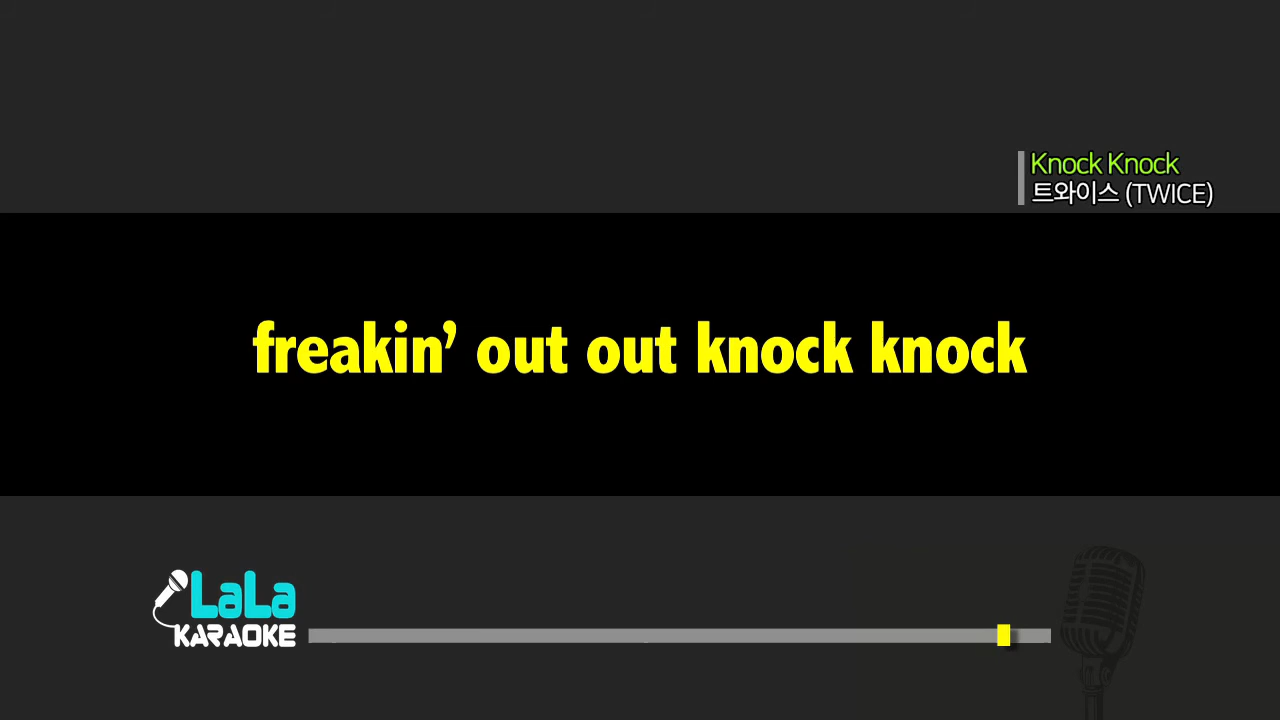 Knock Knock
트와이스 (TWICE)
freakin’ out out knock knock
LaLa
KARAOKE